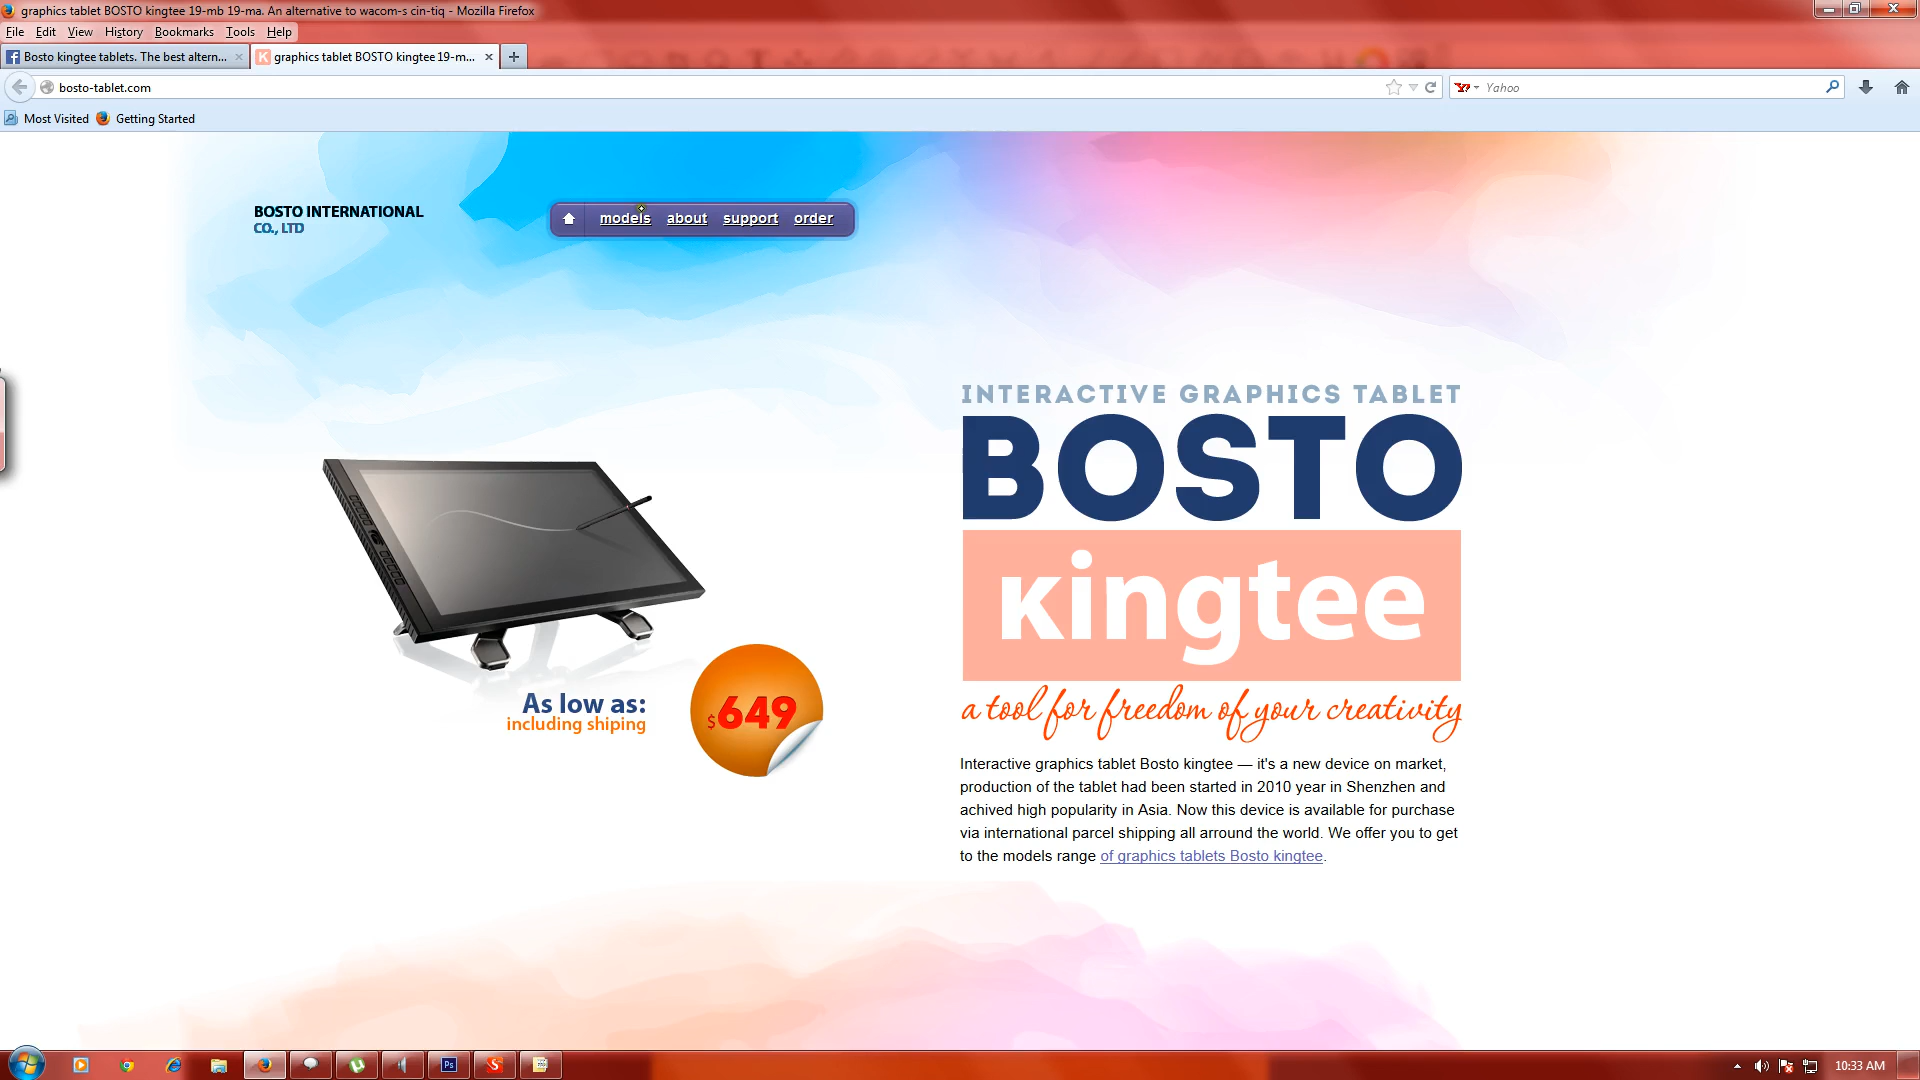 graphics tablet BOSTO kingtee 19-mb 19-ma. An alternative to wacom-s cin-tiq - Mozilla Firefox
File Edit View History Bookmarks Tools Help
Bosto kingtee tablets. The best altern... graphics tablet BOSTO kingtee 19-m...
bosto-tablet.com Yahoo
Most Visited Getting Started
BOSTO INTERNATIONAL
CO., LTD
models about support order
INTERACTIVE GRAPHICS TABLET
BOSTO
kingtee
a tool for freedom of your creativity
As low as:
including shiping
$649
Interactive graphics tablet Bosto kingtee — it's a new device on market,
production of the tablet had been started in 2010 year in Shenzhen and
achived high popularity in Asia. Now this device is available for purchase
via international parcel shipping all arround the world. We offer you to get
to the models range of graphics tablets Bosto kingtee.
Ps
10:33 AM